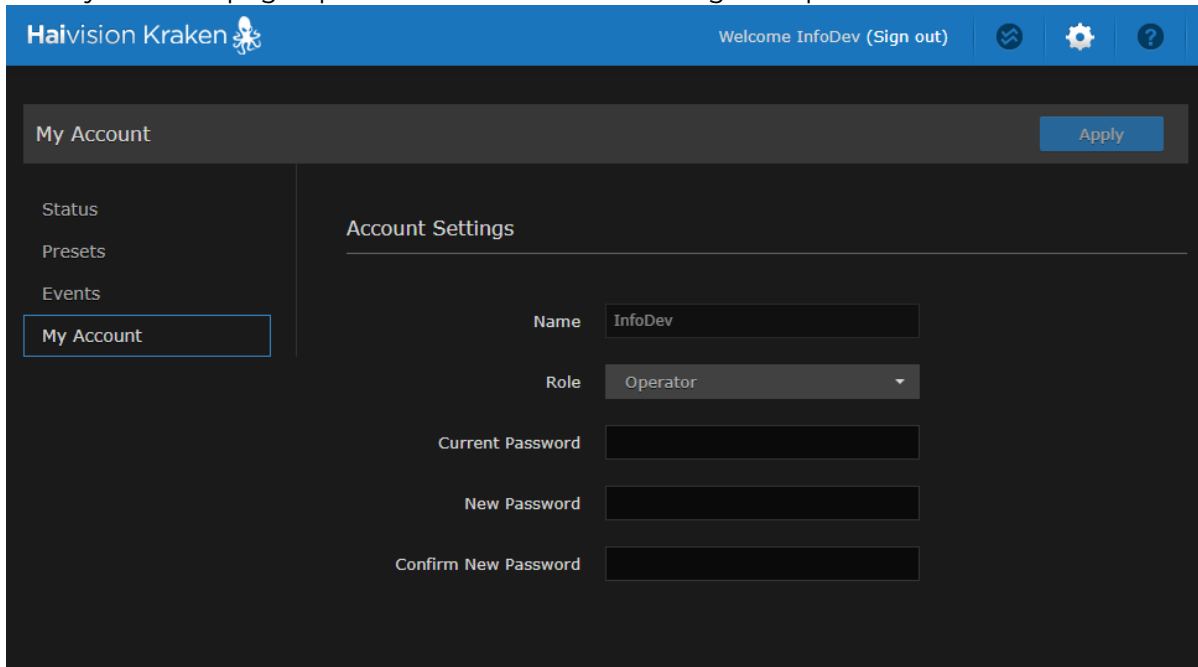 Haivision Kraken
Welcome InfoDev (Sign out)
?
My Account
Apply
Status
Presets
Events
My Account
Account Settings
Name
InfoDev
Role
Operator
Current Password
New Password
Confirm New Password